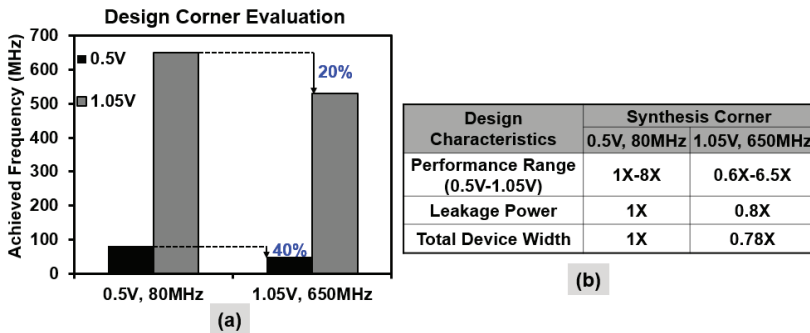 Design Corner Evaluation
Achieved Frequency (MHz)
700
600
500
400
300
200
100
0
0.5V
1.05V
20%
40%
0.5V, 80MHz
1.05V, 650MHz
(a)
Design Characteristics
Synthesis Corner
0.5V, 80MHz 1.05V, 650MHz
Performance Range
(0.5V-1.05V)
1X-8X 0.6X-6.5X
Leakage Power 1X 0.8X
Total Device Width 1X 0.78X
(b)